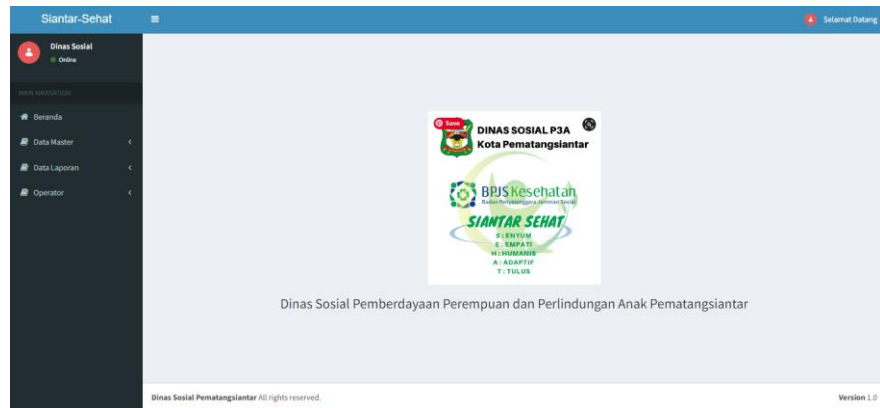 Siantar-Sehat
Selamat Datang
Dinas Sosial
Online
MAIN NAVIGATION
Beranda
Data Master
Data Laporan
Operator
Save
DINAS SOSIAL P3A
Kota Pematangsiantar
BPJS Kesehatan
Badan Penyelenggara Jaminan Sosial
SIANTAR SEHAT
S : ENYUM
E : EMPATI
H : HUMANIS
A : ADAPTIF
T : TULUS
Dinas Sosial Pemberdayaan Perempuan dan Perlindungan Anak Pematangsiantar
Dinas Sosial Pematangsiantar All rights reserved.
Version 1.0